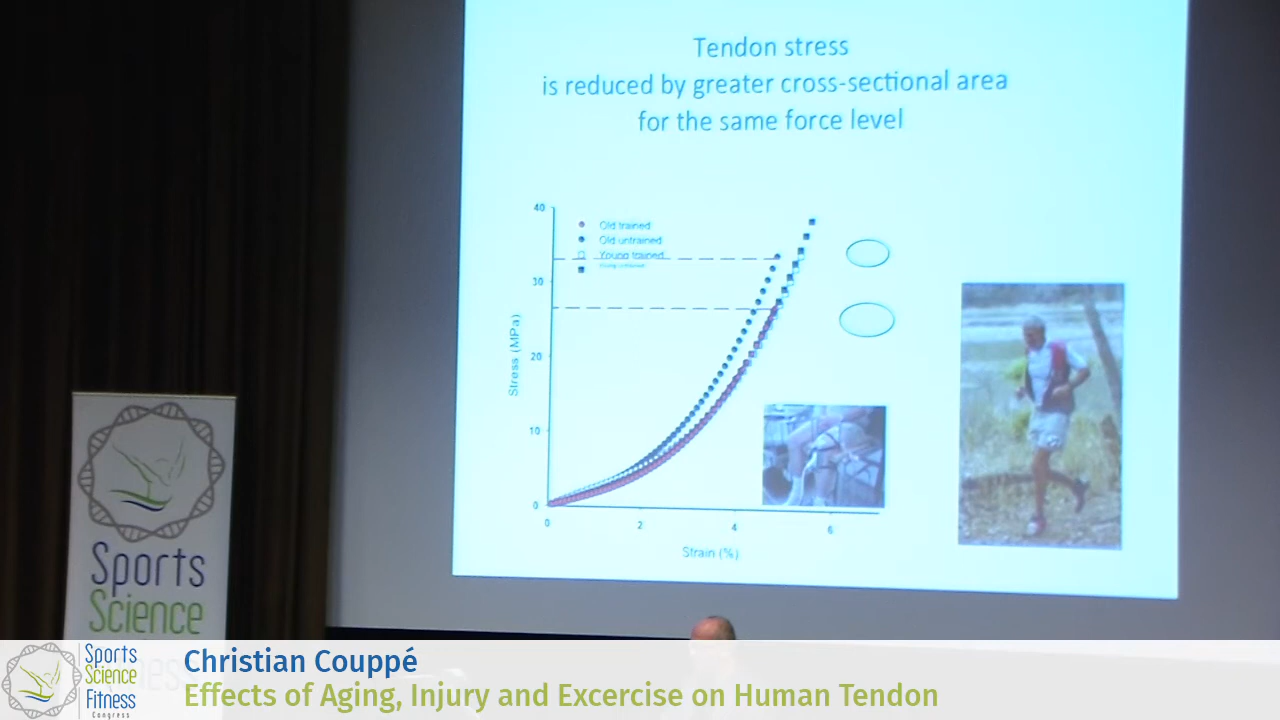 Tendon stress
is reduced by greater cross-sectional area
for the same force level
40
30
20
10
0
Stress (MPa)
Old trained
Old untrained
Young trained
0 2 4 6
Strain (%)
Sports
Science
Sports
Science
Fitness
Congress
Christian Couppé
Effects of Aging, Injury and Excercise on Human Tendon